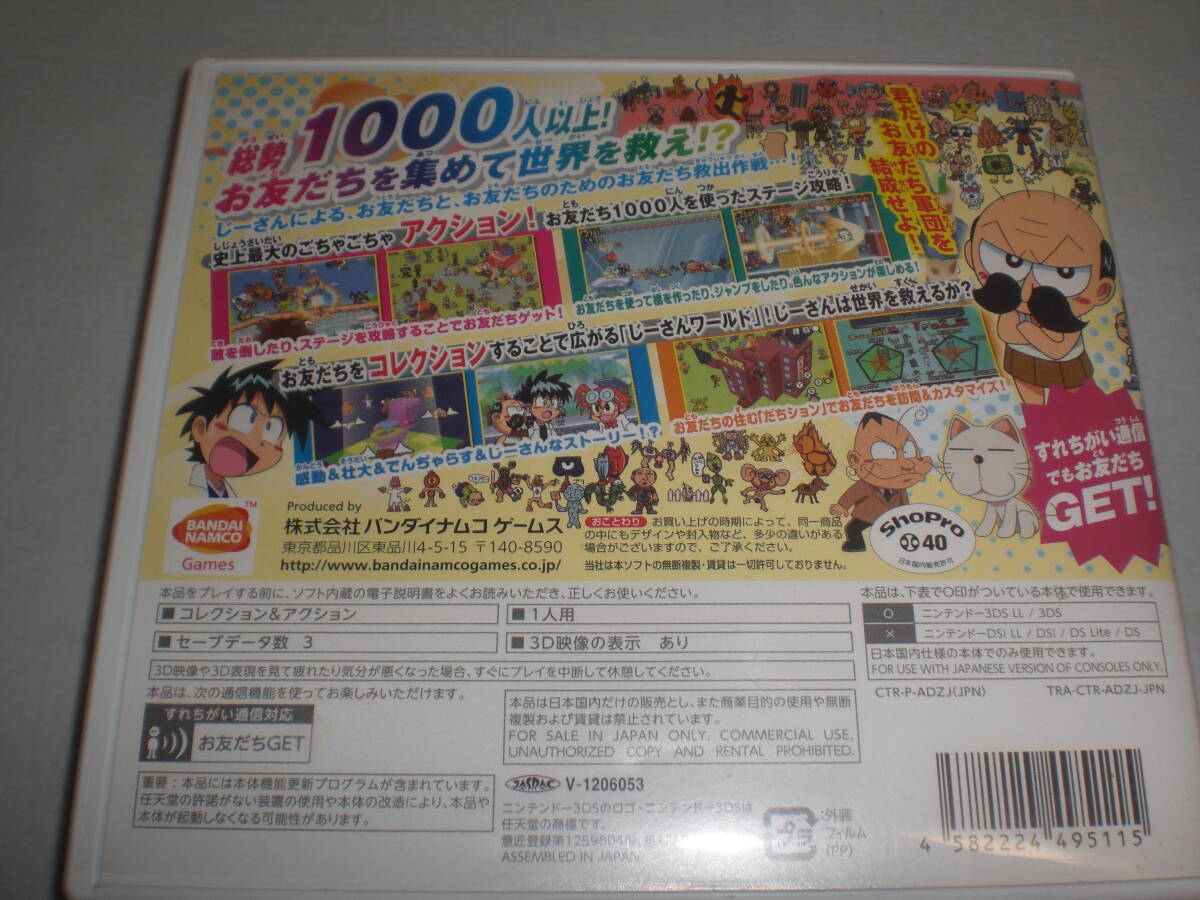 総勢1000人以上!
お友だちを集めて世界を救え!?
じーさんによる、お友だちと、お友だちのためのお友だち救出作戦…!
君だけの
お友だち軍団を
結成せよ!
史上最大のごちゃごちゃアクション!
お友だち1000人を使ったステージ攻略!
敵を倒したり、ステージを攻略することでお友だちゲット!
お友だちを使って橋を作ったり、ジャンプをしたり。色んなアクションが楽しめる!
お友だちをコレクションすることで広がる「じーさんワールド」!じーさんは世界を救えるか?
感動&壮大&でんぢゃらす&じーさんなストーリー!?
お友だちの住む「だちション」でお友だちを訪問&カスタマイズ!
すれちがい通信
でもお友だち
GET!
BANDAI
NAMCO
Games
TM
Produced by
株式会社 バンダイナムコ ゲームス
東京都品川区東品川4-5-15 〒140-8590
http://www.bandainamcogames.co.jp/
おことわり お買い上げの時期によって、同一商品
の中にもデザインや封入物など、多少の違いがある
場合がございますので、ご了承ください。
当社は本ソフトの無断複製・賃貸は一切許可しておりません。
ShoPro
40
日本国内販売許可
本品をプレイする前に、ソフト内蔵の電子説明書をよくお読みいただき、正しくお使いください。
■コレクション&アクション
■1人用
■セーブデータ数 3
■3D映像の表示 あり
3D映像や3D表現を見て疲れたり気分が悪くなった場合、すぐにプレイを中断して休憩してください。
本品は、下表で○印がついている本体で使用できます。
○ ニンテンドー3DS LL / 3DS
× ニンテンドーDSi LL / DSi / DS Lite / DS
日本国内仕様の本体でのみ使用できます。
FOR USE WITH JAPANESE VERSION OF CONSOLES ONLY.
CTR-P-ADZJ(JPN)
TRA-CTR-ADZJ-JPN
本品は、次の通信機能を使ってお楽しみいただけます。
すれちがい通信対応
お友だちGET
本品は日本国内だけの販売とし、また商業目的の使用や無断
複製および賃貸は禁止されています。
FOR SALE IN JAPAN ONLY. COMMERCIAL USE,
UNAUTHORIZED COPY AND RENTAL PROHIBITED.
重要:本品には本体機能更新プログラムが含まれています。
任天堂の許諾がない装置の使用や本体の改造により、本品や
本体が起動しなくなる可能性があります。
JASRAC V-1206053
ニンテンドー3DSのロゴ・ニンテンドー3DSは
任天堂の商標です。
意匠登録第1259804
ASSEMBLED IN JAPAN
プラ
:外装
フィルム
(PP)
4 582224 495115